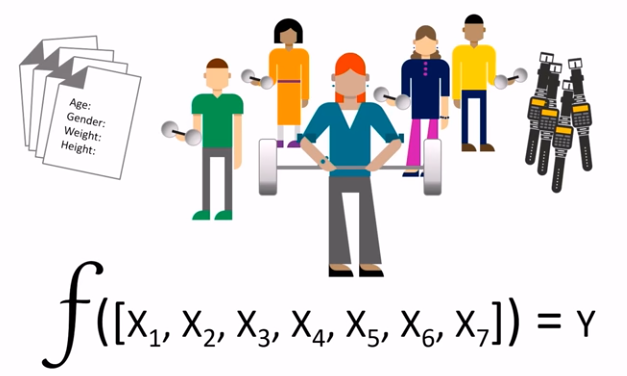 Age:
Gender:
Weight:
Height:
f([X₁, X₂, X₃, X₄, X₅, X₆, X₇]) = Y